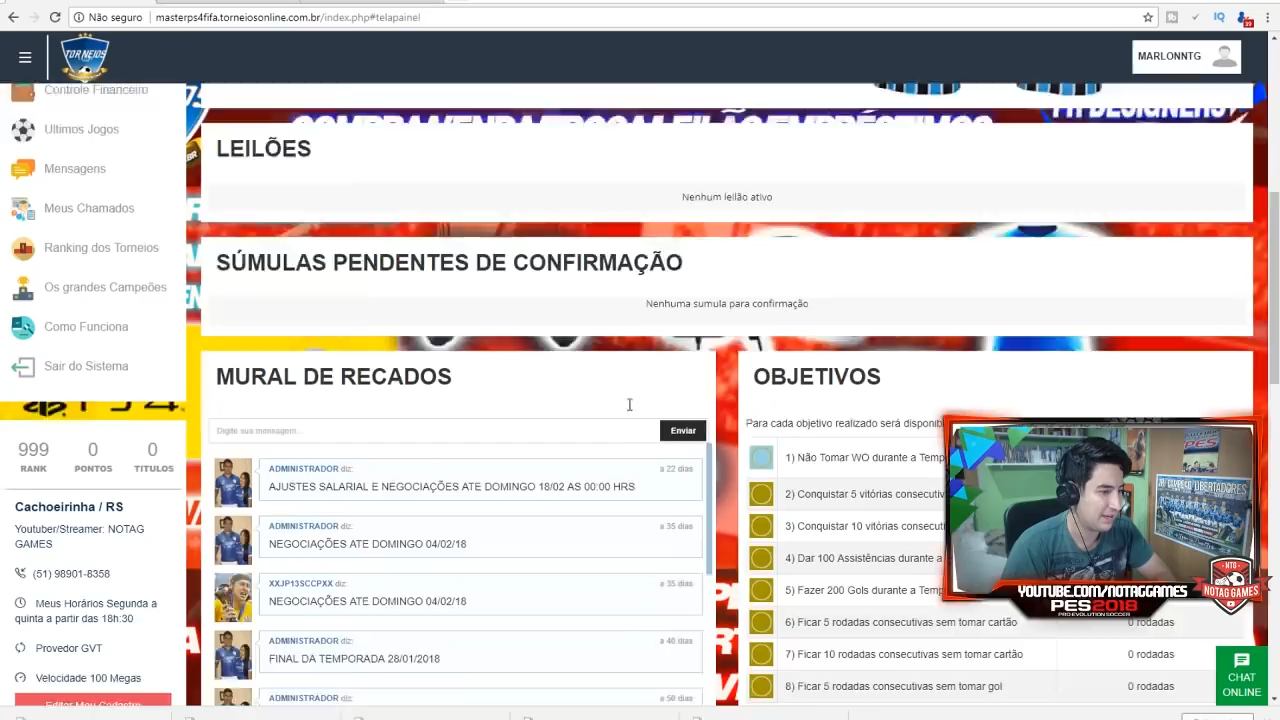 Não seguro
masterps4fifa.torneiosonline.com.br/index.php#telapainel
TORNEIOS
MARLONNTG
Controle Financeiro
Ultimos Jogos
Mensagens
Meus Chamados
Ranking dos Torneios
Os grandes Campeões
Como Funciona
Sair do Sistema
999 0 0
RANK PONTOS TITULOS
Cachoeirinha / RS
Youtuber/Streamer: NOTAG
GAMES
(51) 98901-8358
Meus Horários Segunda a
quinta a partir das 18h:30
Provedor GVT
Velocidade 100 Megas
Editar Meu Cadastro
LEILÕES
Nenhum leilão ativo
SÚMULAS PENDENTES DE CONFIRMAÇÃO
Nenhuma sumula para confirmação
MURAL DE RECADOS
Digite sua mensagem...
Enviar
ADMINISTRADOR diz: a 22 dias
AJUSTES SALARIAL E NEGOCIAÇÕES ATE DOMINGO 18/02 AS 00:00 HRS
ADMINISTRADOR diz: a 35 dias
NEGOCIAÇÕES ATE DOMINGO 04/02/18
XXJP13SCCPXX diz: a 35 dias
NEGOCIAÇÕES ATE DOMINGO 04/02/18
ADMINISTRADOR diz: a 40 dias
FINAL DA TEMPORADA 28/01/2018
ADMINISTRADOR diz: a 50 dias
OBJETIVOS
Para cada objetivo realizado será disponib
1) Não Tomar WO durante a Temp
2) Conquistar 5 vitórias consecutiv
3) Conquistar 10 vitórias consecut
4) Dar 100 Assistências durante a
5) Fazer 200 Gols durante a Temp
6) Ficar 5 rodadas consecutivas sem tomar cartão 0 rodadas
7) Ficar 10 rodadas consecutivas sem tomar cartão 0 rodadas
8) Ficar 5 rodadas consecutivas sem tomar gol 0 rodadas
YOUTUBE.COM/NOTAGGAMES
PES2018
PRO EVOLUTION SOCCER
NTG
NOTAG GAMES
CHAT
ONLINE